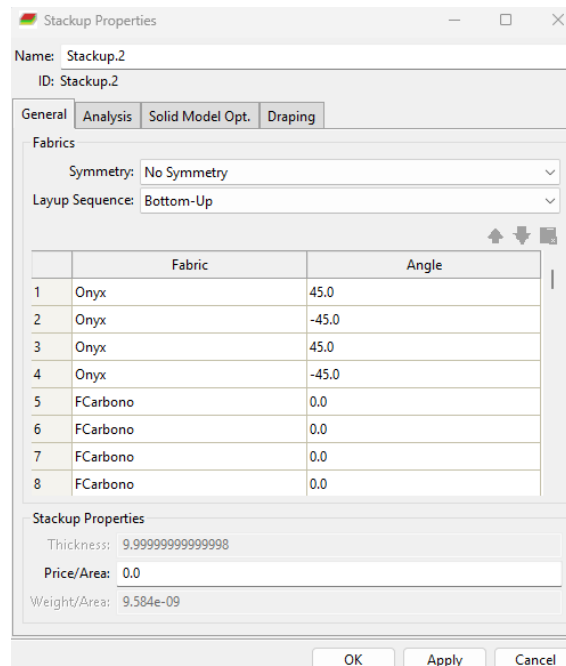 Stackup Properties
Name: Stackup.2
ID: Stackup.2
General Analysis Solid Model Opt. Draping
Fabrics
Symmetry: No Symmetry
Layup Sequence: Bottom-Up
Fabric Angle
1 Onyx 45.0
2 Onyx -45.0
3 Onyx 45.0
4 Onyx -45.0
5 FCarbono 0.0
6 FCarbono 0.0
7 FCarbono 0.0
8 FCarbono 0.0
Stackup Properties
Thickness: 9.99999999999998
Price/Area: 0.0
Weight/Area: 9.584e-09
OK Apply Cancel